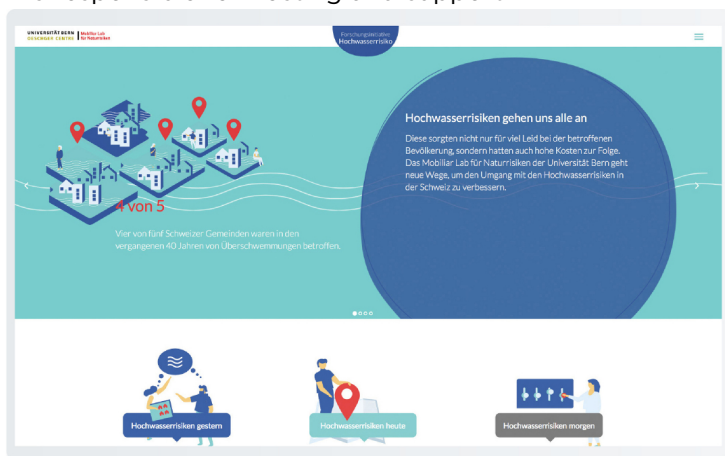 UNIVERSITÄT BERN
OESCHGER CENTRE
Mobiliar Lab
für Naturrisiken
Forschungsinitiative
Hochwasserrisiko
Hochwasserrisiken gehen uns alle an
Diese sorgten nicht nur für viel Leid bei der betroffenen
Bevölkerung, sondern hatten auch hohe Kosten zur Folge.
Das Mobiliar Lab für Naturrisiken der Universität Bern geht
neue Wege, um den Umgang mit den Hochwasserrisiken in
der Schweiz zu verbessern.
4 von 5
Vier von fünf Schweizer Gemeinden waren in den
vergangenen 40 Jahren von Überschwemmungen betroffen.
Hochwasserrisiken gestern
Hochwasserrisiken heute
Hochwasserrisiken morgen